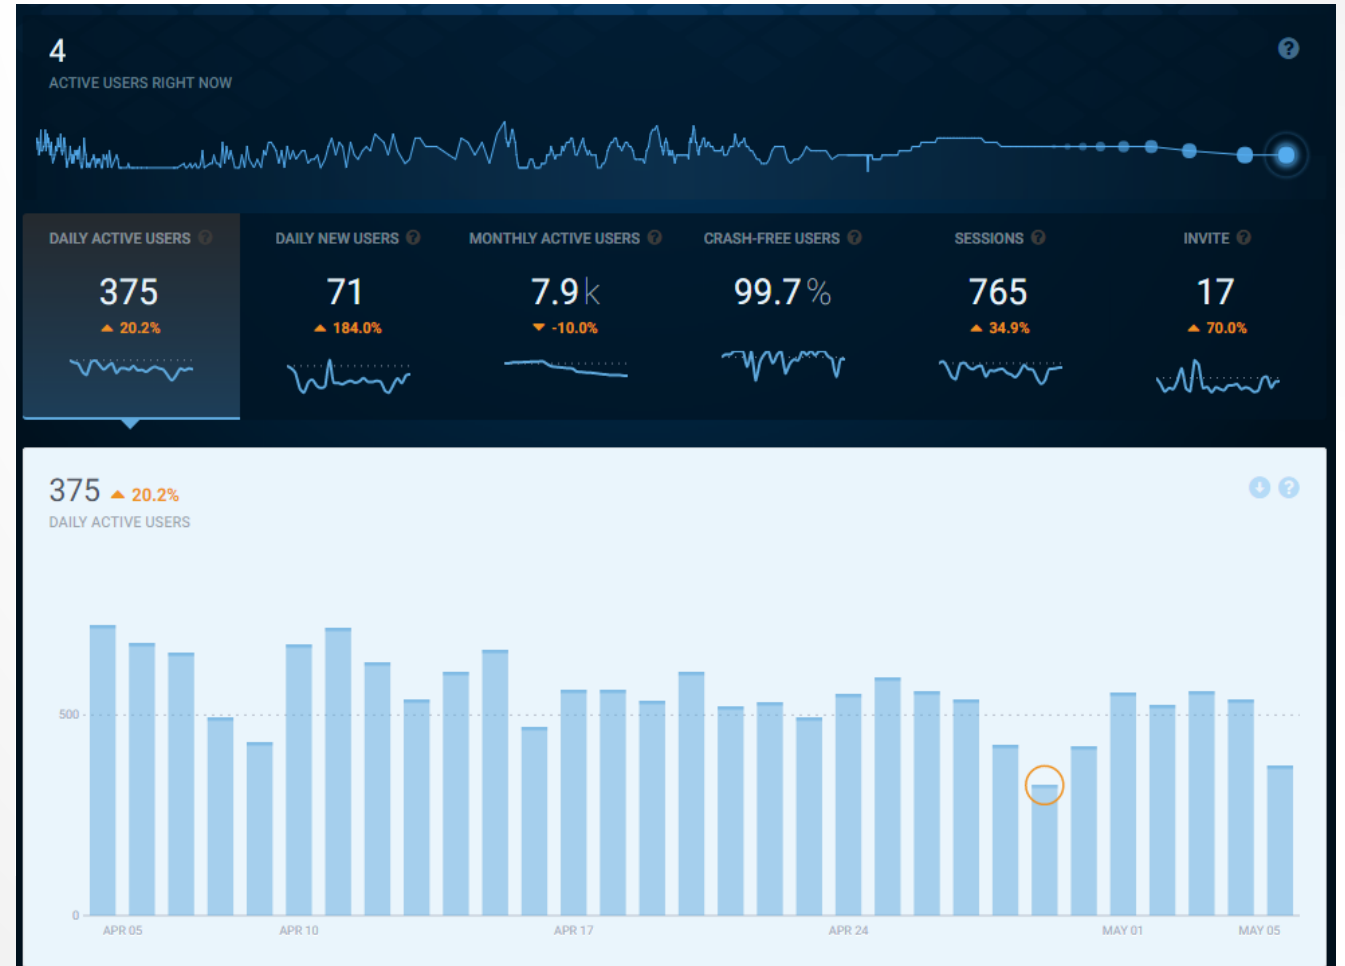 4
ACTIVE USERS RIGHT NOW
?
DAILY ACTIVE USERS ?
DAILY NEW USERS ?
MONTHLY ACTIVE USERS ?
CRASH-FREE USERS ?
SESSIONS ?
INVITE ?
375
71
7.9k
99.7%
765
17
20.2%
184.0%
-10.0%
34.9%
70.0%
375 20.2%
?
DAILY ACTIVE USERS
500
0
APR 05
APR 10
APR 17
APR 24
MAY 01
MAY 05